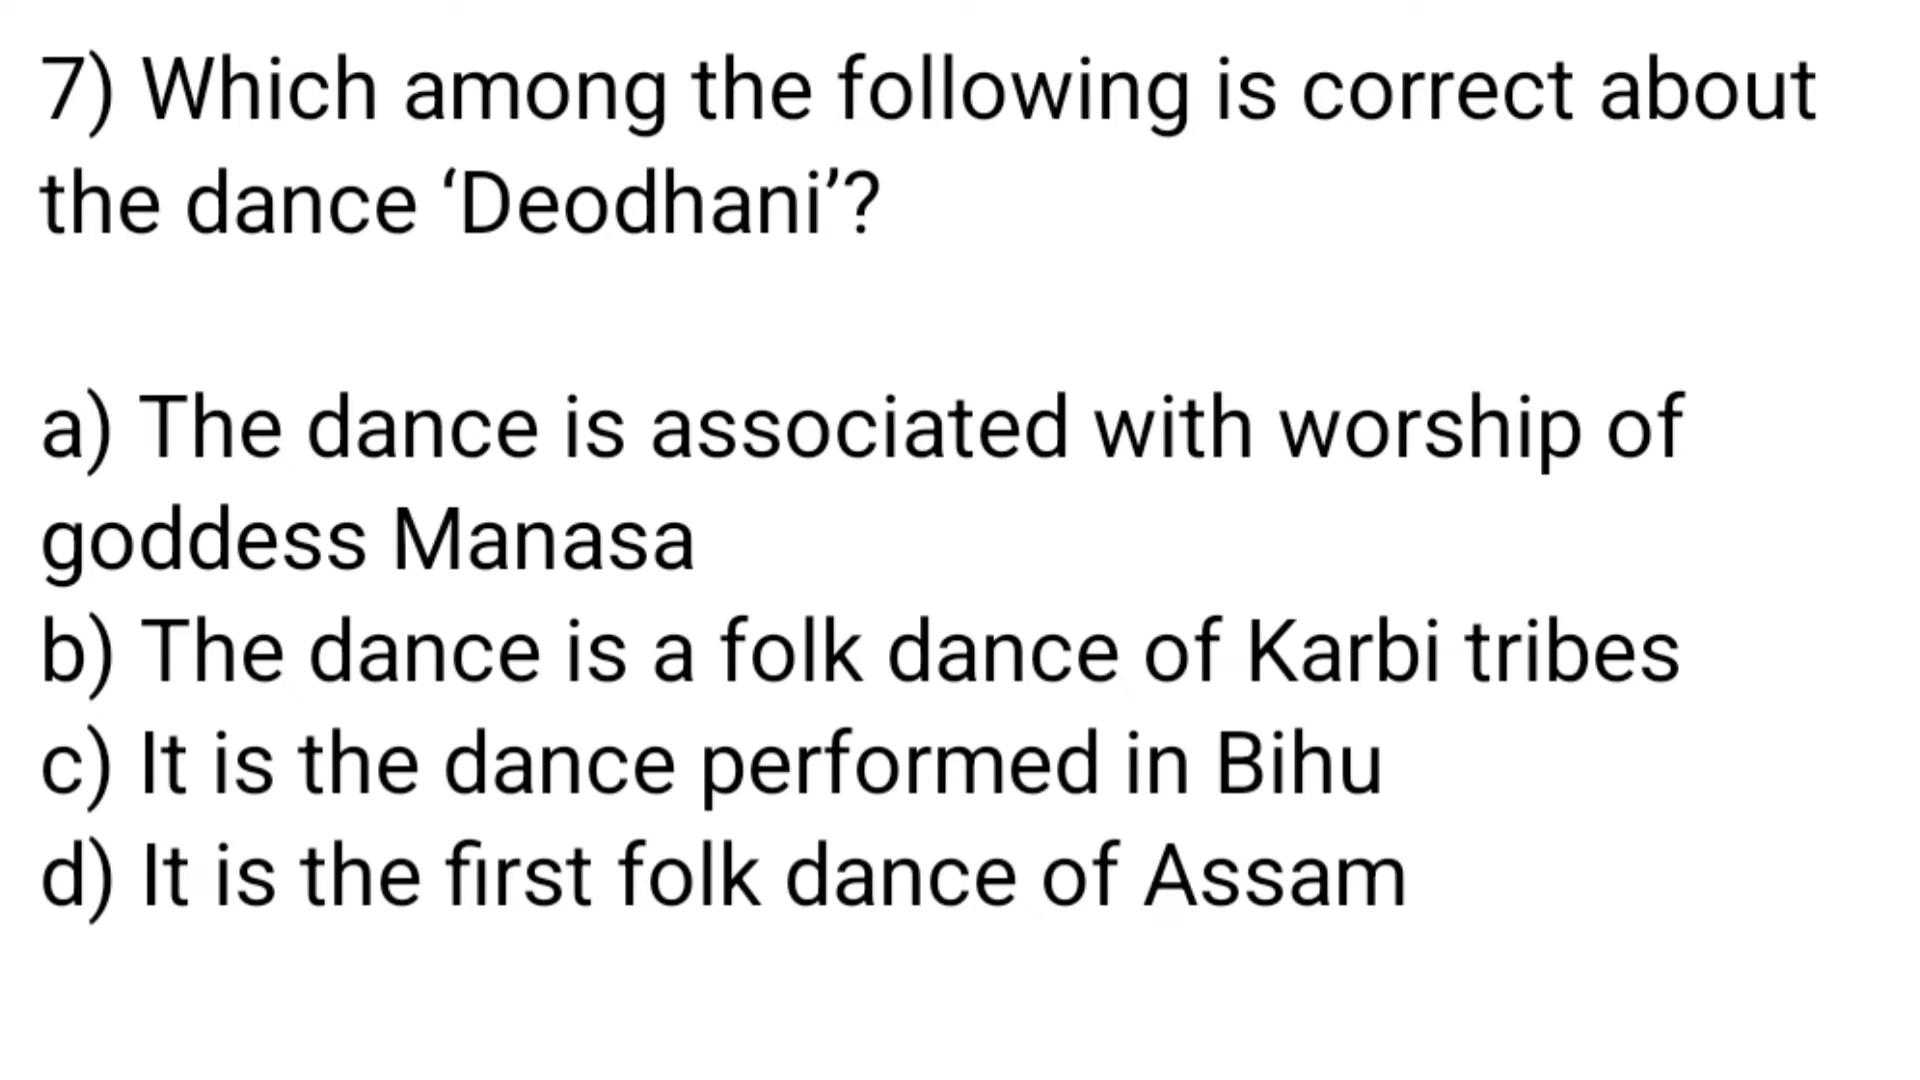 7) Which among the following is correct about
the dance ‘Deodhani’?
a) The dance is associated with worship of
goddess Manasa
b) The dance is a folk dance of Karbi tribes
c) It is the dance performed in Bihu
d) It is the first folk dance of Assam